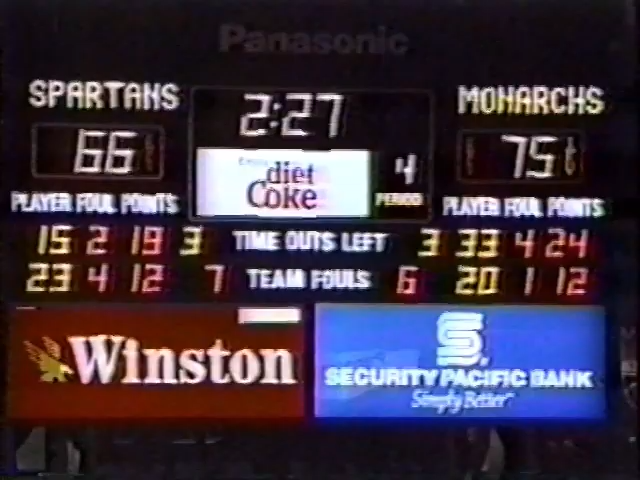 Panasonic
SPARTANS 2:27 MONARCHS
66 75
diet
Coke
4
PERIOD
PLAYER FOUL POINTS PLAYER FOUL POINTS
15 2 19 3 TIME OUTS LEFT 3 33 4 24
23 4 12 7 TEAM FOULS 6 20 1 12
Winston
S
SECURITY PACIFIC BANK
Simply Better